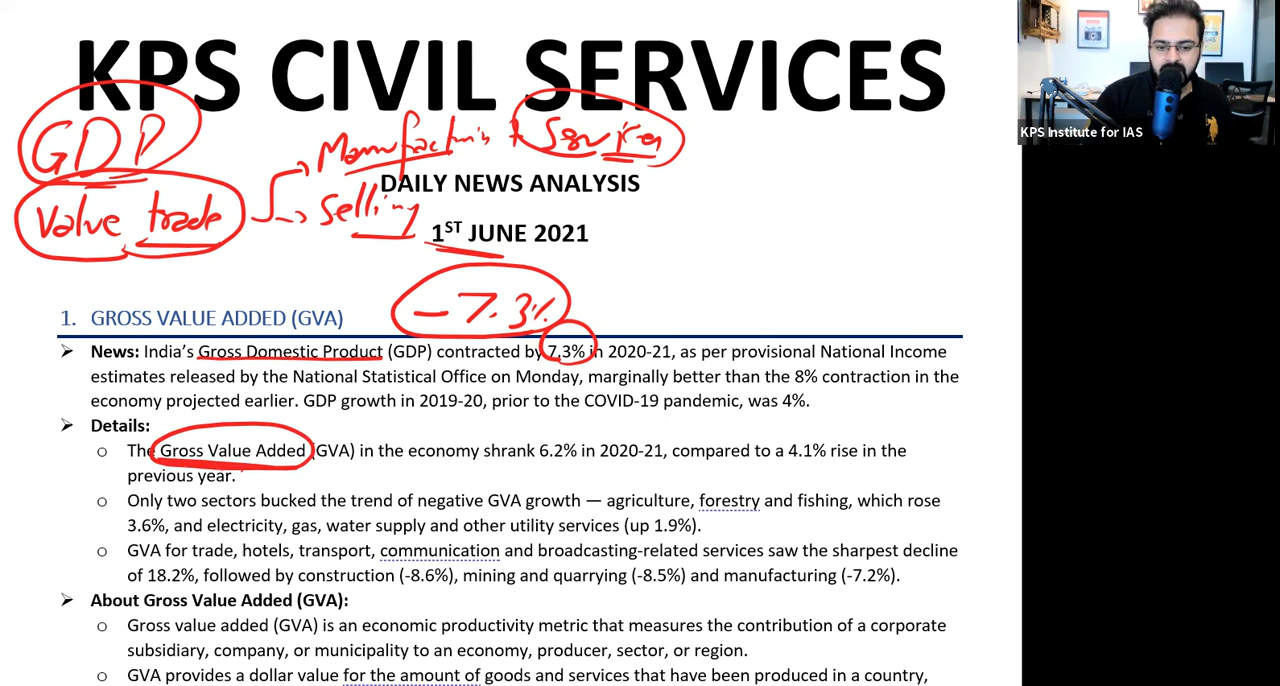 KPS CIVIL SERVICES
KPS Institute for IAS
GDP
Manufacturing + Services
DAILY NEWS ANALYSIS
Value trade
Selling
1ST JUNE 2021
-7.3%
1. GROSS VALUE ADDED (GVA)
➢ News: India's Gross Domestic Product (GDP) contracted by 7.3% in 2020-21, as per provisional National Income
estimates released by the National Statistical Office on Monday, marginally better than the 8% contraction in the
economy projected earlier. GDP growth in 2019-20, prior to the COVID-19 pandemic, was 4%.
➢ Details:
o The Gross Value Added (GVA) in the economy shrank 6.2% in 2020-21, compared to a 4.1% rise in the
previous year.
o Only two sectors bucked the trend of negative GVA growth — agriculture, forestry and fishing, which rose
3.6%, and electricity, gas, water supply and other utility services (up 1.9%).
o GVA for trade, hotels, transport, communication and broadcasting-related services saw the sharpest decline
of 18.2%, followed by construction (-8.6%), mining and quarrying (-8.5%) and manufacturing (-7.2%).
➢ About Gross Value Added (GVA):
o Gross value added (GVA) is an economic productivity metric that measures the contribution of a corporate
subsidiary, company, or municipality to an economy, producer, sector, or region.
o GVA provides a dollar value for the amount of goods and services that have been produced in a country,